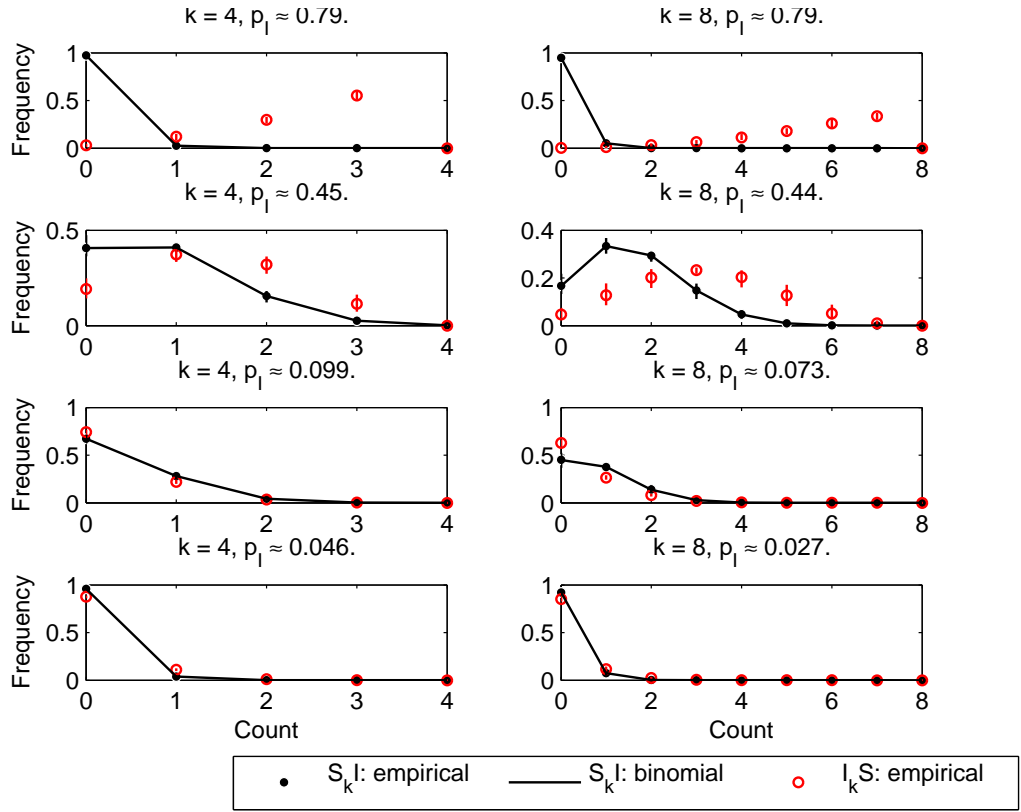 k = 4, p_I ≈ 0.79.
k = 8, p_I ≈ 0.79.
Frequency
1
0.5
0
0 1 2 3 4
1
0.5
0
0 2 4 6 8
k = 4, p_I ≈ 0.45.
k = 8, p_I ≈ 0.44.
Frequency
0.5
0
0 1 2 3 4
0.4
0.2
0
0 2 4 6 8
k = 4, p_I ≈ 0.099.
k = 8, p_I ≈ 0.073.
Frequency
1
0.5
0
0 1 2 3 4
1
0.5
0
0 2 4 6 8
k = 4, p_I ≈ 0.046.
k = 8, p_I ≈ 0.027.
Frequency
1
0.5
0
0 1 2 3 4
Count
1
0.5
0
0 2 4 6 8
Count
S_kI: empirical
S_kI: binomial
I_kS: empirical